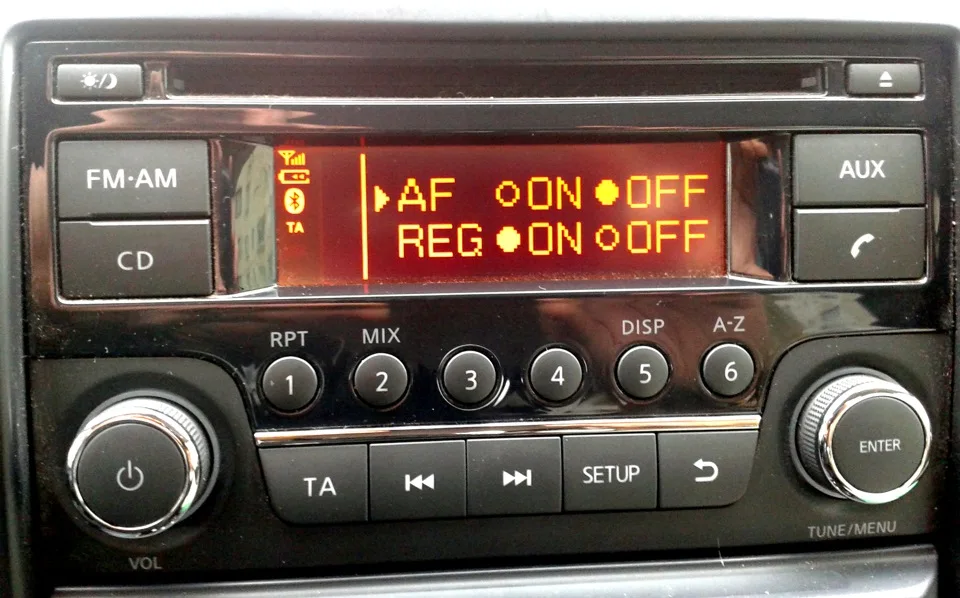 FM·AM
AUX
CD
TA
AF ON OFF
REG ON OFF
RPT MIX DISP A-Z
1 2 3 4 5 6
TA SETUP
ENTER
VOL
TUNE/MENU